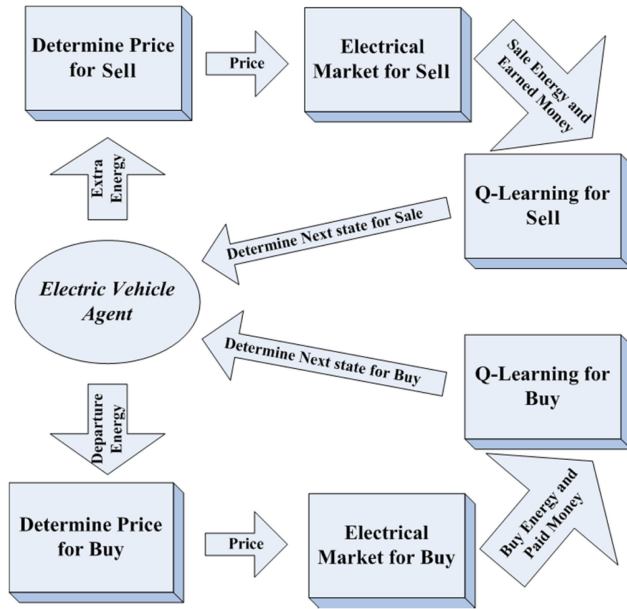 Determine Price
for Sell
Price
Electrical
Market for Sell
Sale Energy and
Earned Money
Extra
Energy
Q-Learning for
Sell
Determine Next state for Sale
Electric Vehicle
Agent
Determine Next state for Buy
Q-Learning for
Buy
Departure
Energy
Determine Price
for Buy
Price
Electrical
Market for Buy
Buy Energy and
Paid Money